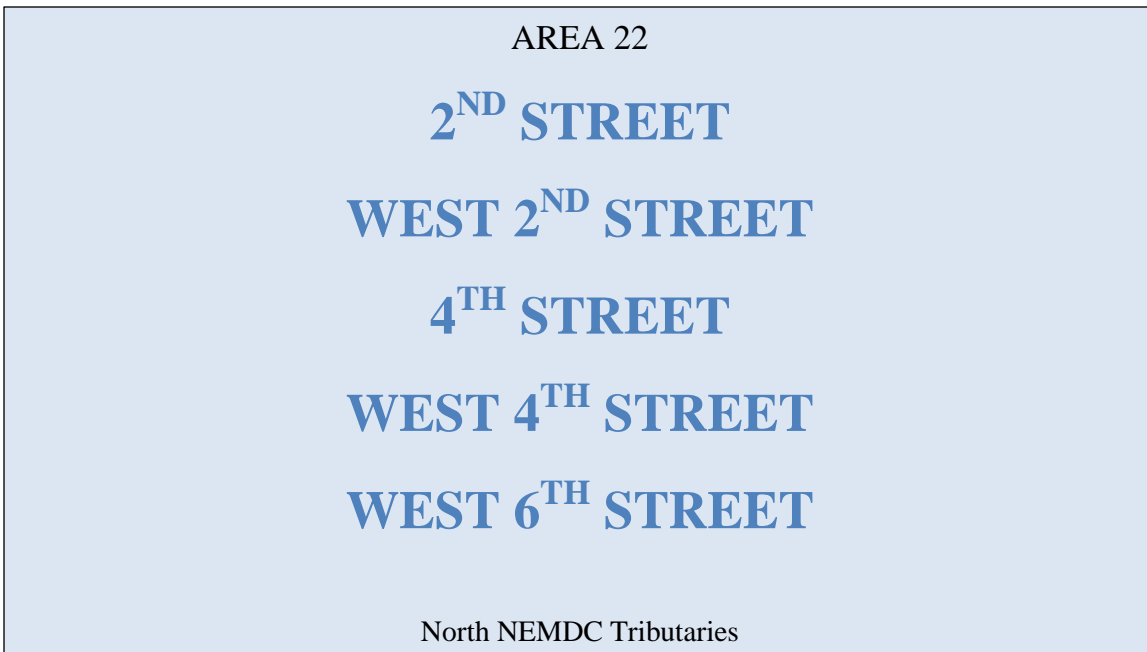 AREA 22
2ND STREET
WEST 2ND STREET
4TH STREET
WEST 4TH STREET
WEST 6TH STREET
North NEMDC Tributaries